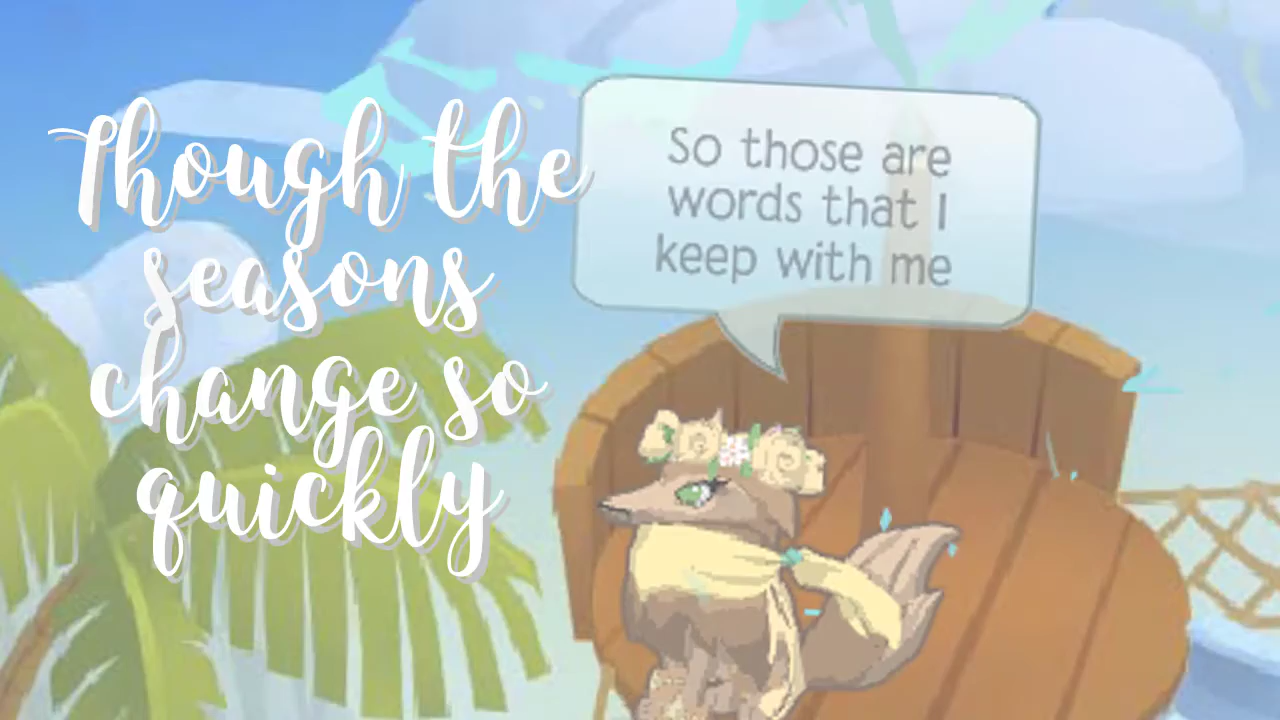 Though the
seasons
change so
quickly
So those are
words that I
keep with me